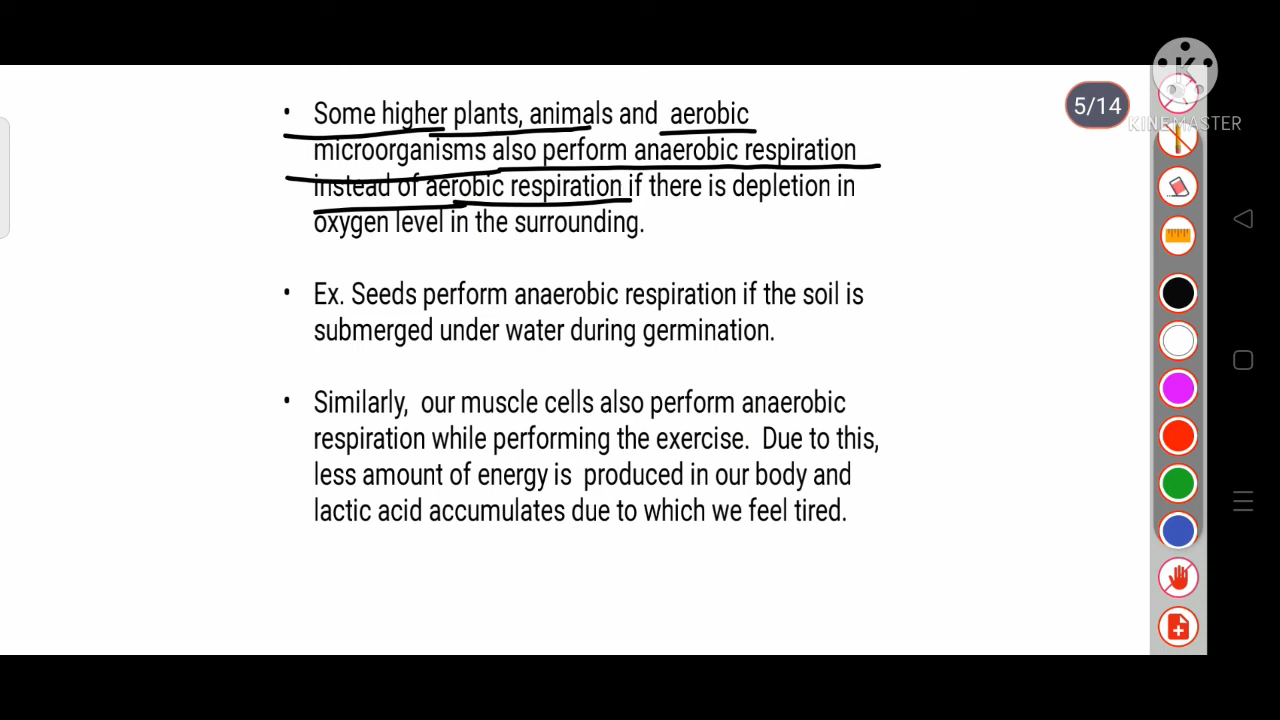 5/14
KINEMASTER
• Some higher plants, animals and aerobic
microorganisms also perform anaerobic respiration
instead of aerobic respiration if there is depletion in
oxygen level in the surrounding.
• Ex. Seeds perform anaerobic respiration if the soil is
submerged under water during germination.
• Similarly, our muscle cells also perform anaerobic
respiration while performing the exercise. Due to this,
less amount of energy is produced in our body and
lactic acid accumulates due to which we feel tired.